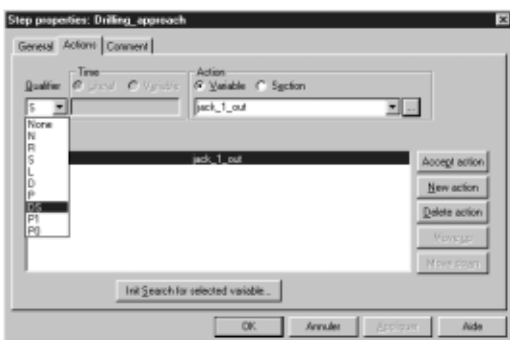 Step properties: Drilling_approach
General Actions Comment
Qualifier Time Action
Literal Variable Variable Section
S jack_1_out ...
None
N
R
S jack_1_out Accept action
L
D New action
P
DS Delete action
P1
P0 Move up
Move down
Init Search for selected variable...
OK Annuler Appliquer Aide